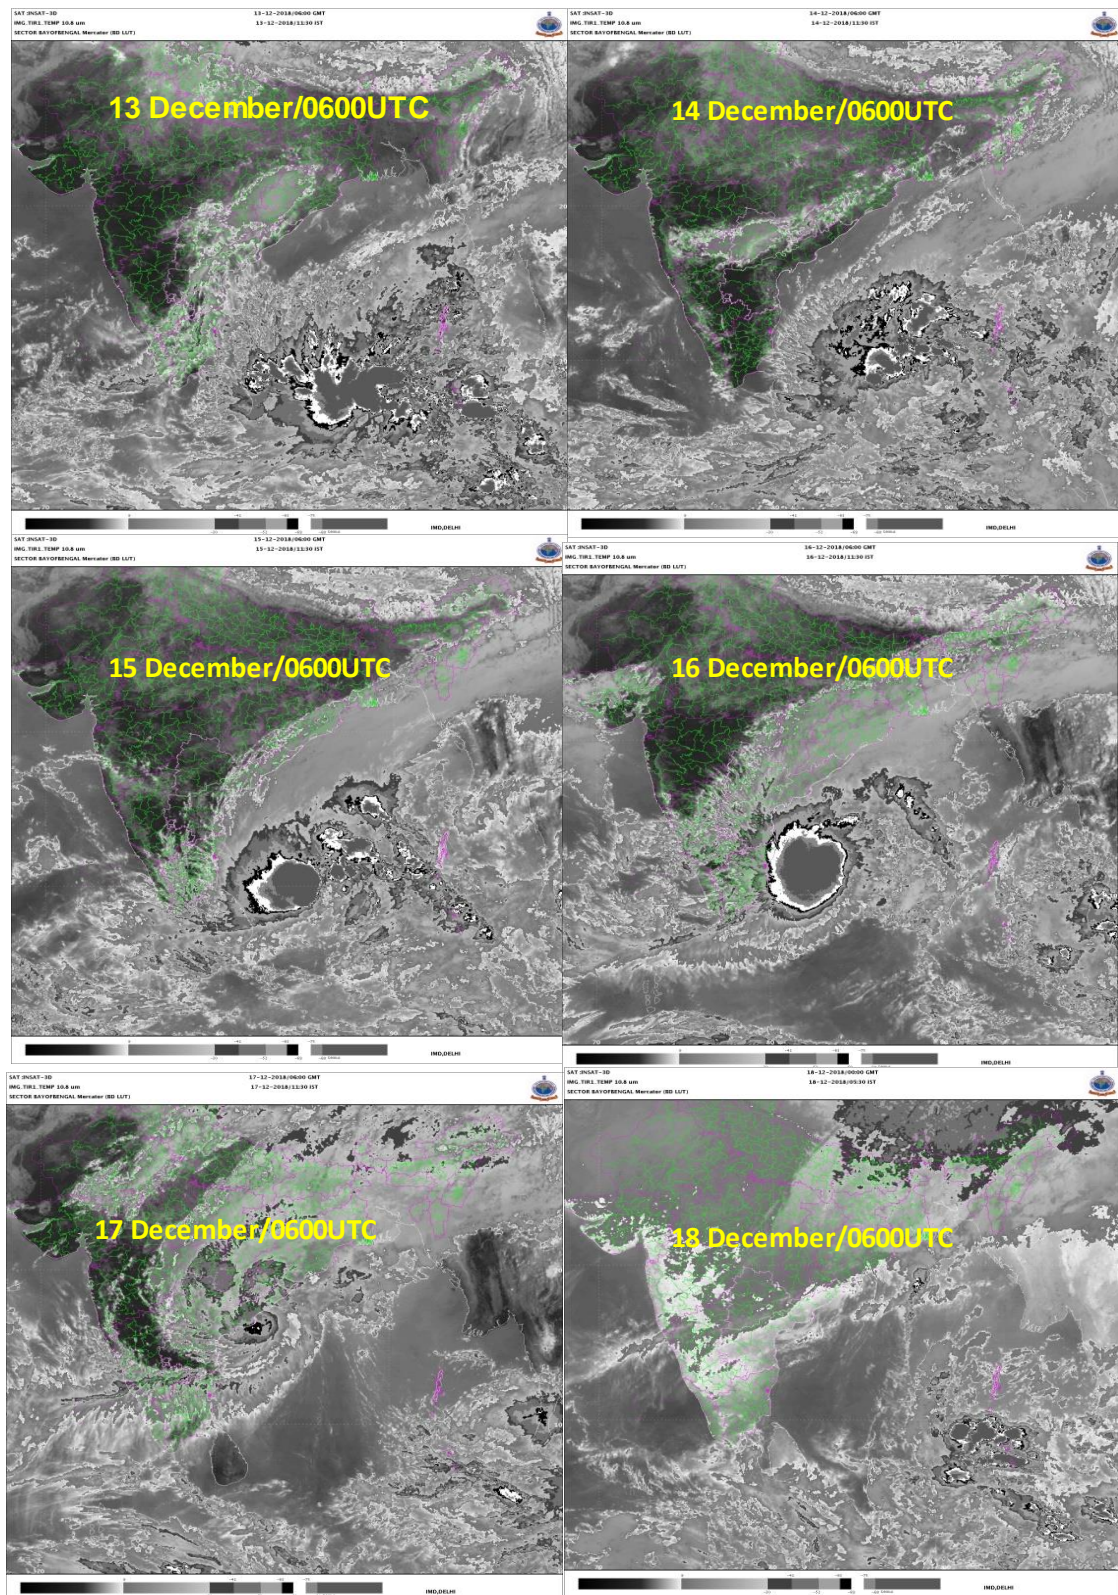 SAT :INSAT-3D 13-12-2018/06:00 GMT
IMG_TIR1_TEMP 10.8 um 13-12-2018/11:30 IST
SECTOR BAYOFBENGAL Mercator (BD LUT)
13 December/0600UTC
IMD,DELHI
SAT :INSAT-3D 14-12-2018/06:00 GMT
IMG_TIR1_TEMP 10.8 um 14-12-2018/11:30 IST
SECTOR BAYOFBENGAL Mercator (BD LUT)
14 December/0600UTC
IMD,DELHI
SAT :INSAT-3D 15-12-2018/06:00 GMT
IMG_TIR1_TEMP 10.8 um 15-12-2018/11:30 IST
SECTOR BAYOFBENGAL Mercator (BD LUT)
15 December/0600UTC
IMD,DELHI
SAT :INSAT-3D 16-12-2018/06:00 GMT
IMG_TIR1_TEMP 10.8 um 16-12-2018/11:30 IST
SECTOR BAYOFBENGAL Mercator (BD LUT)
16 December/0600UTC
IMD,DELHI
SAT :INSAT-3D 17-12-2018/06:00 GMT
IMG_TIR1_TEMP 10.8 um 17-12-2018/11:30 IST
SECTOR BAYOFBENGAL Mercator (BD LUT)
17 December/0600UTC
IMD,DELHI
SAT :INSAT-3D 18-12-2018/00:00 GMT
IMG_TIR1_TEMP 10.8 um 18-12-2018/05:30 IST
SECTOR BAYOFBENGAL Mercator (BD LUT)
18 December/0600UTC
IMD,DELHI